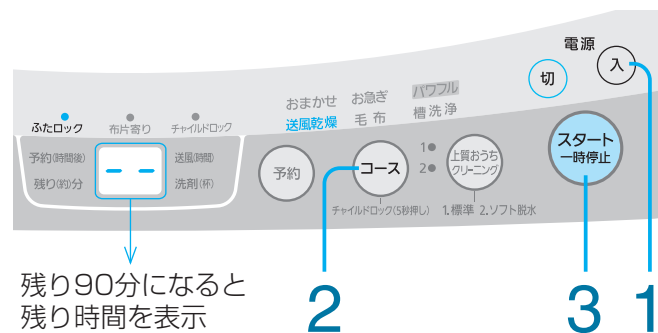 電源
切
入
おまかせ お急ぎ パワフル
送風乾燥 毛布 槽洗浄
ふたロック 布片寄り チャイルドロック
予約(時間後) 送風(時間)
残り(約)分 洗剤(杯)
予約
コース
1
2
上質おうち
クリーニング
スタート
一時停止
チャイルドロック(5秒押し) 1.標準 2.ソフト脱水
残り90分になると
残り時間を表示
2 3 1